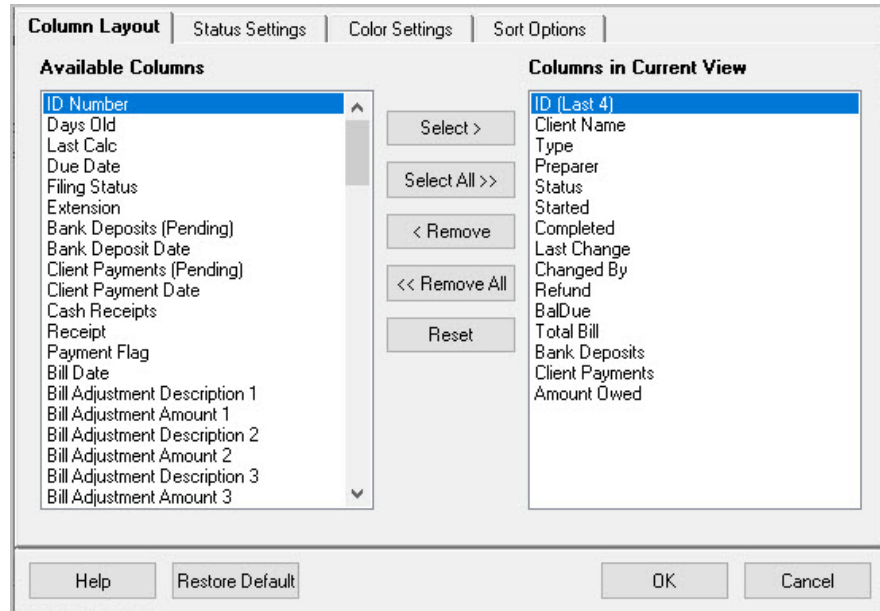 Column Layout
Status Settings
Color Settings
Sort Options
Available Columns
ID Number
Days Old
Last Calc
Due Date
Filing Status
Extension
Bank Deposits (Pending)
Bank Deposit Date
Client Payments (Pending)
Client Payment Date
Cash Receipts
Receipt
Payment Flag
Bill Date
Bill Adjustment Description 1
Bill Adjustment Amount 1
Bill Adjustment Description 2
Bill Adjustment Amount 2
Bill Adjustment Description 3
Bill Adjustment Amount 3
Select >
Select All >>
< Remove
<< Remove All
Reset
Columns in Current View
ID (Last 4)
Client Name
Type
Preparer
Status
Started
Completed
Last Change
Changed By
Refund
BalDue
Total Bill
Bank Deposits
Client Payments
Amount Owed
Help
Restore Default
OK
Cancel